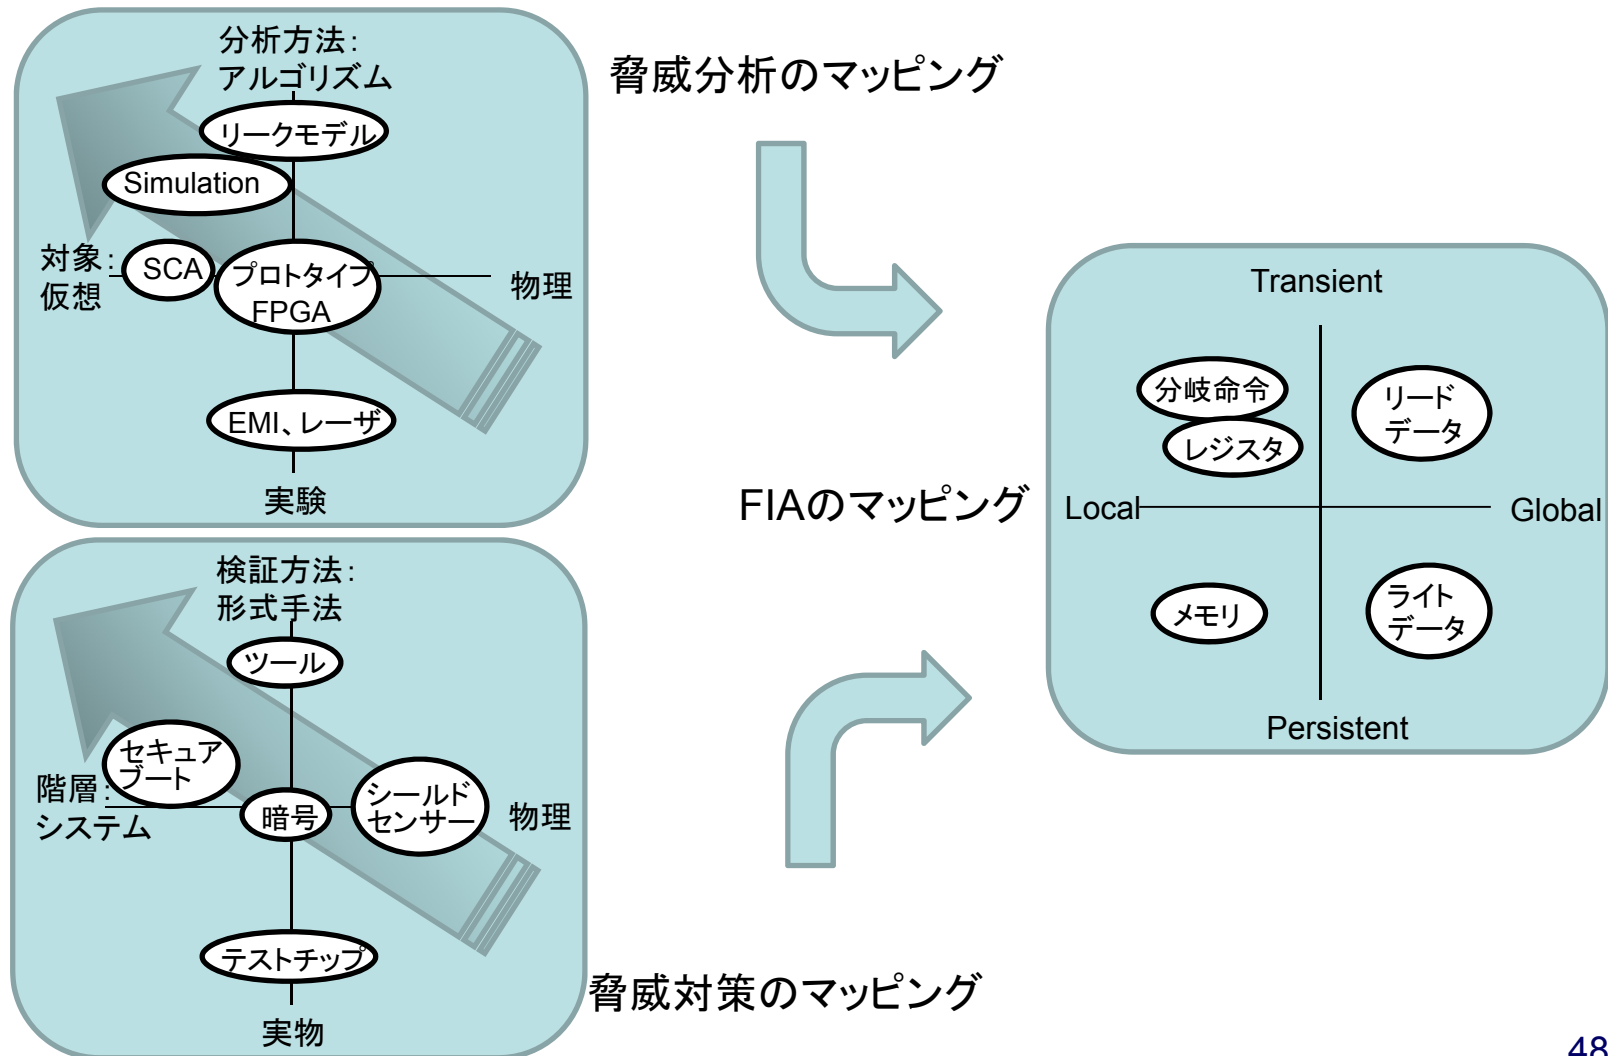 分析方法:
アルゴリズム
リークモデル
Simulation
対象:
仮想
SCA
プロトタイプ
FPGA
物理
EMI、レーザ
実験
脅威分析のマッピング
検証方法:
形式手法
ツール
セキュア
ブート
階層:
システム
暗号
シールド
センサー
物理
テストチップ
実物
脅威対策のマッピング
FIAのマッピング
Transient
分岐命令
レジスタ
リード
データ
Local
Global
メモリ
ライト
データ
Persistent
48